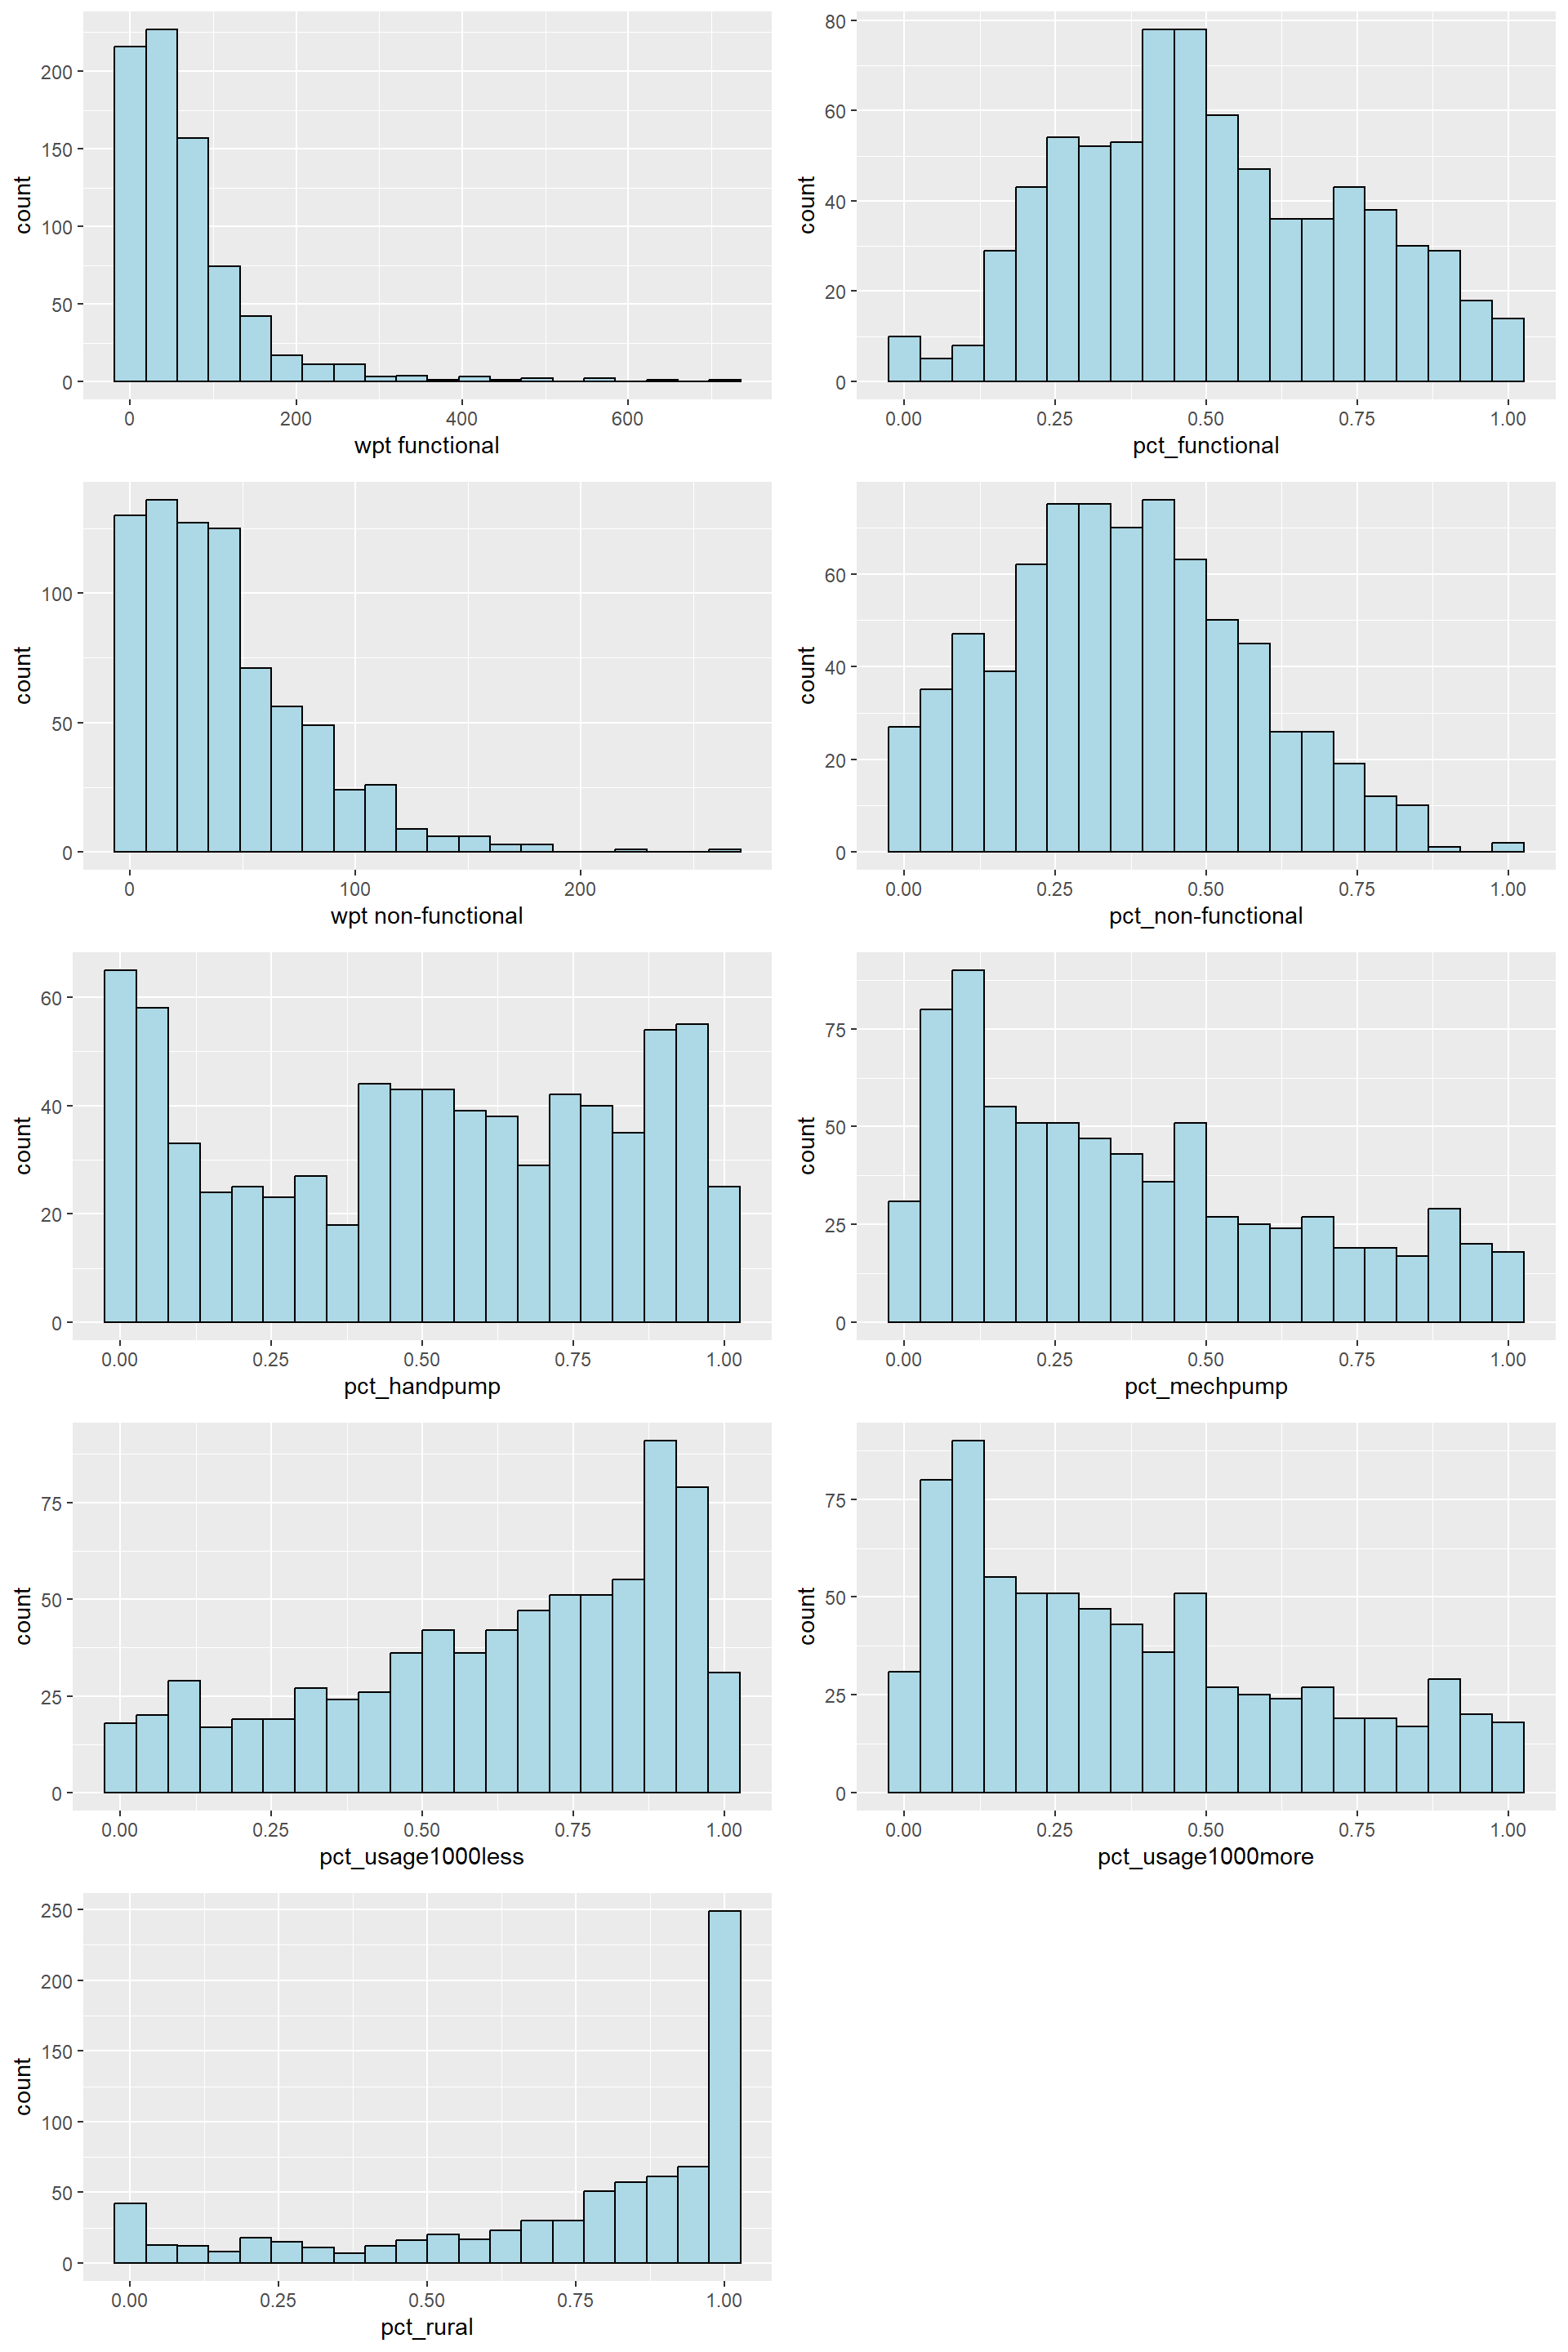 count
200
150
100
50
0
0 200 400 600
wpt functional
count
80
60
40
20
0
0.00 0.25 0.50 0.75 1.00
pct_functional
count
100
50
0
0 100 200
wpt non-functional
count
60
40
20
0
0.00 0.25 0.50 0.75 1.00
pct_non-functional
count
60
40
20
0
0.00 0.25 0.50 0.75 1.00
pct_handpump
count
75
50
25
0
0.00 0.25 0.50 0.75 1.00
pct_mechpump
count
75
50
25
0
0.00 0.25 0.50 0.75 1.00
pct_usage1000less
count
75
50
25
0
0.00 0.25 0.50 0.75 1.00
pct_usage1000more
count
250
200
150
100
50
0
0.00 0.25 0.50 0.75 1.00
pct_rural